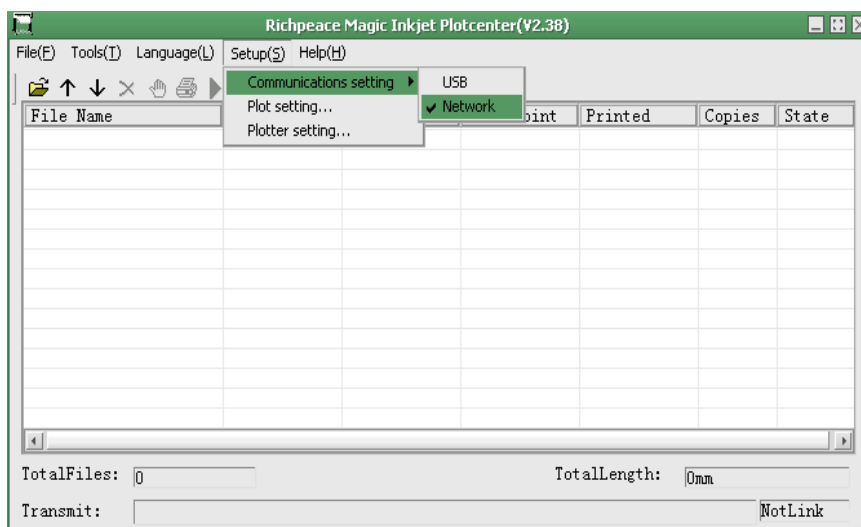 Richpeace Magic Inkjet Plotcenter(V2.38)
File(F) Tools(T) Language(L) Setup(S) Help(H)
Communications setting USB
Plot setting... Network
Plotter setting...
File Name oint Printed Copies State
TotalFiles: 0 TotalLength: 0mm
Transmit: NotLink